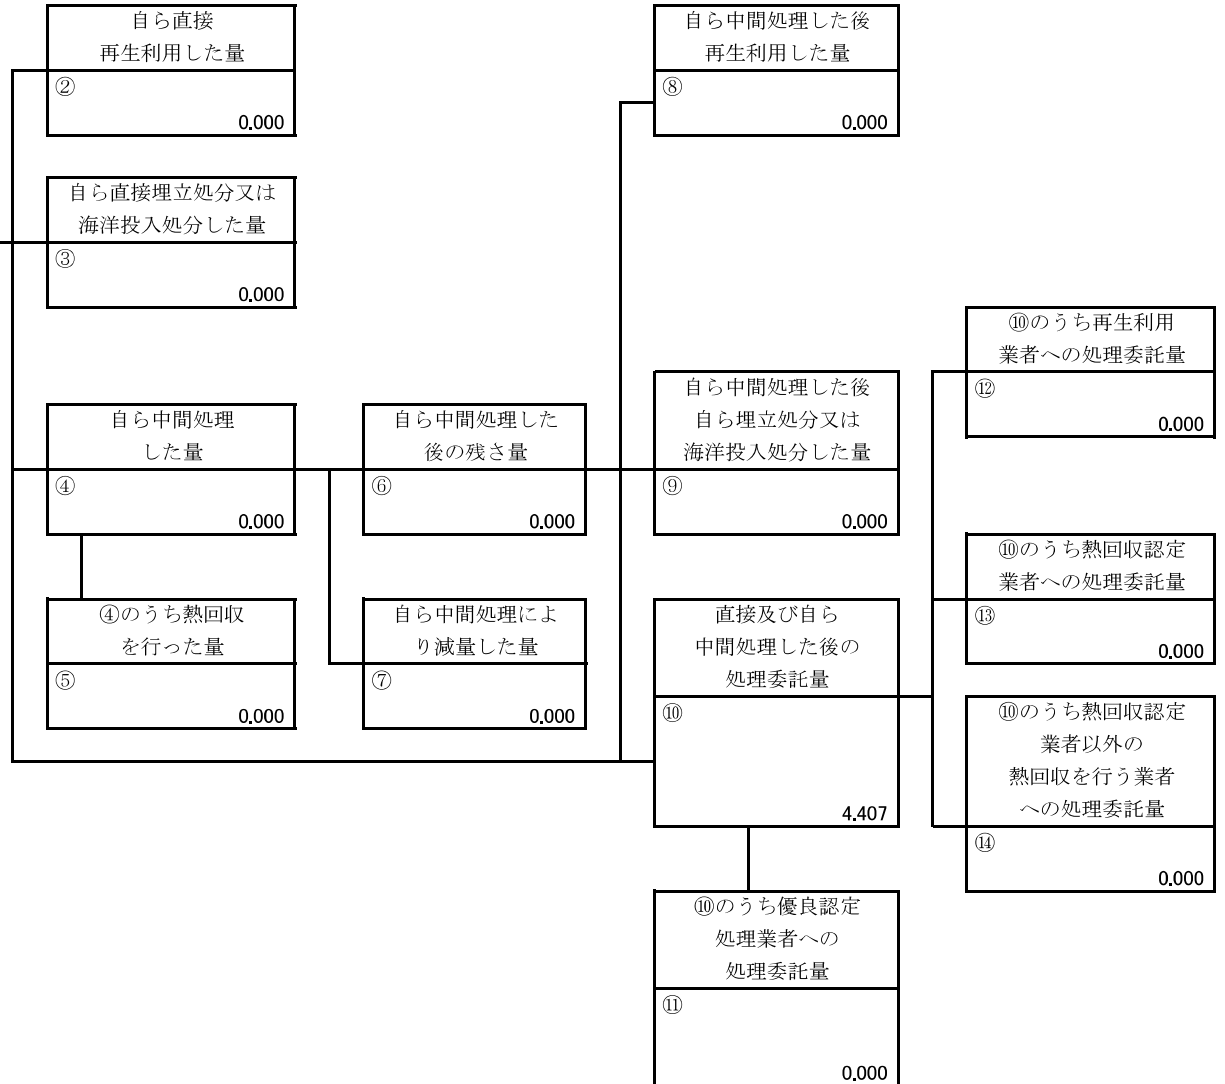 自ら直接
再生利用した量
②
0.000
自ら中間処理した後
再生利用した量
⑧
0.000
自ら直接埋立処分又は
海洋投入処分した量
③
0.000
⑩のうち再生利用
業者への処理委託量
⑫
0.000
自ら中間処理
した量
④
0.000
自ら中間処理した
後の残さ量
⑥
0.000
自ら中間処理した後
自ら埋立処分又は
海洋投入処分した量
⑨
0.000
⑩のうち熱回収認定
業者への処理委託量
⑬
0.000
④のうち熱回収
を行った量
⑤
0.000
自ら中間処理によ
り減量した量
⑦
0.000
直接及び自ら
中間処理した後の
処理委託量
⑩
4.407
⑩のうち熱回収認定
業者以外の
熱回収を行う業者
への処理委託量
⑭
0.000
⑩のうち優良認定
処理業者への
処理委託量
⑪
0.000